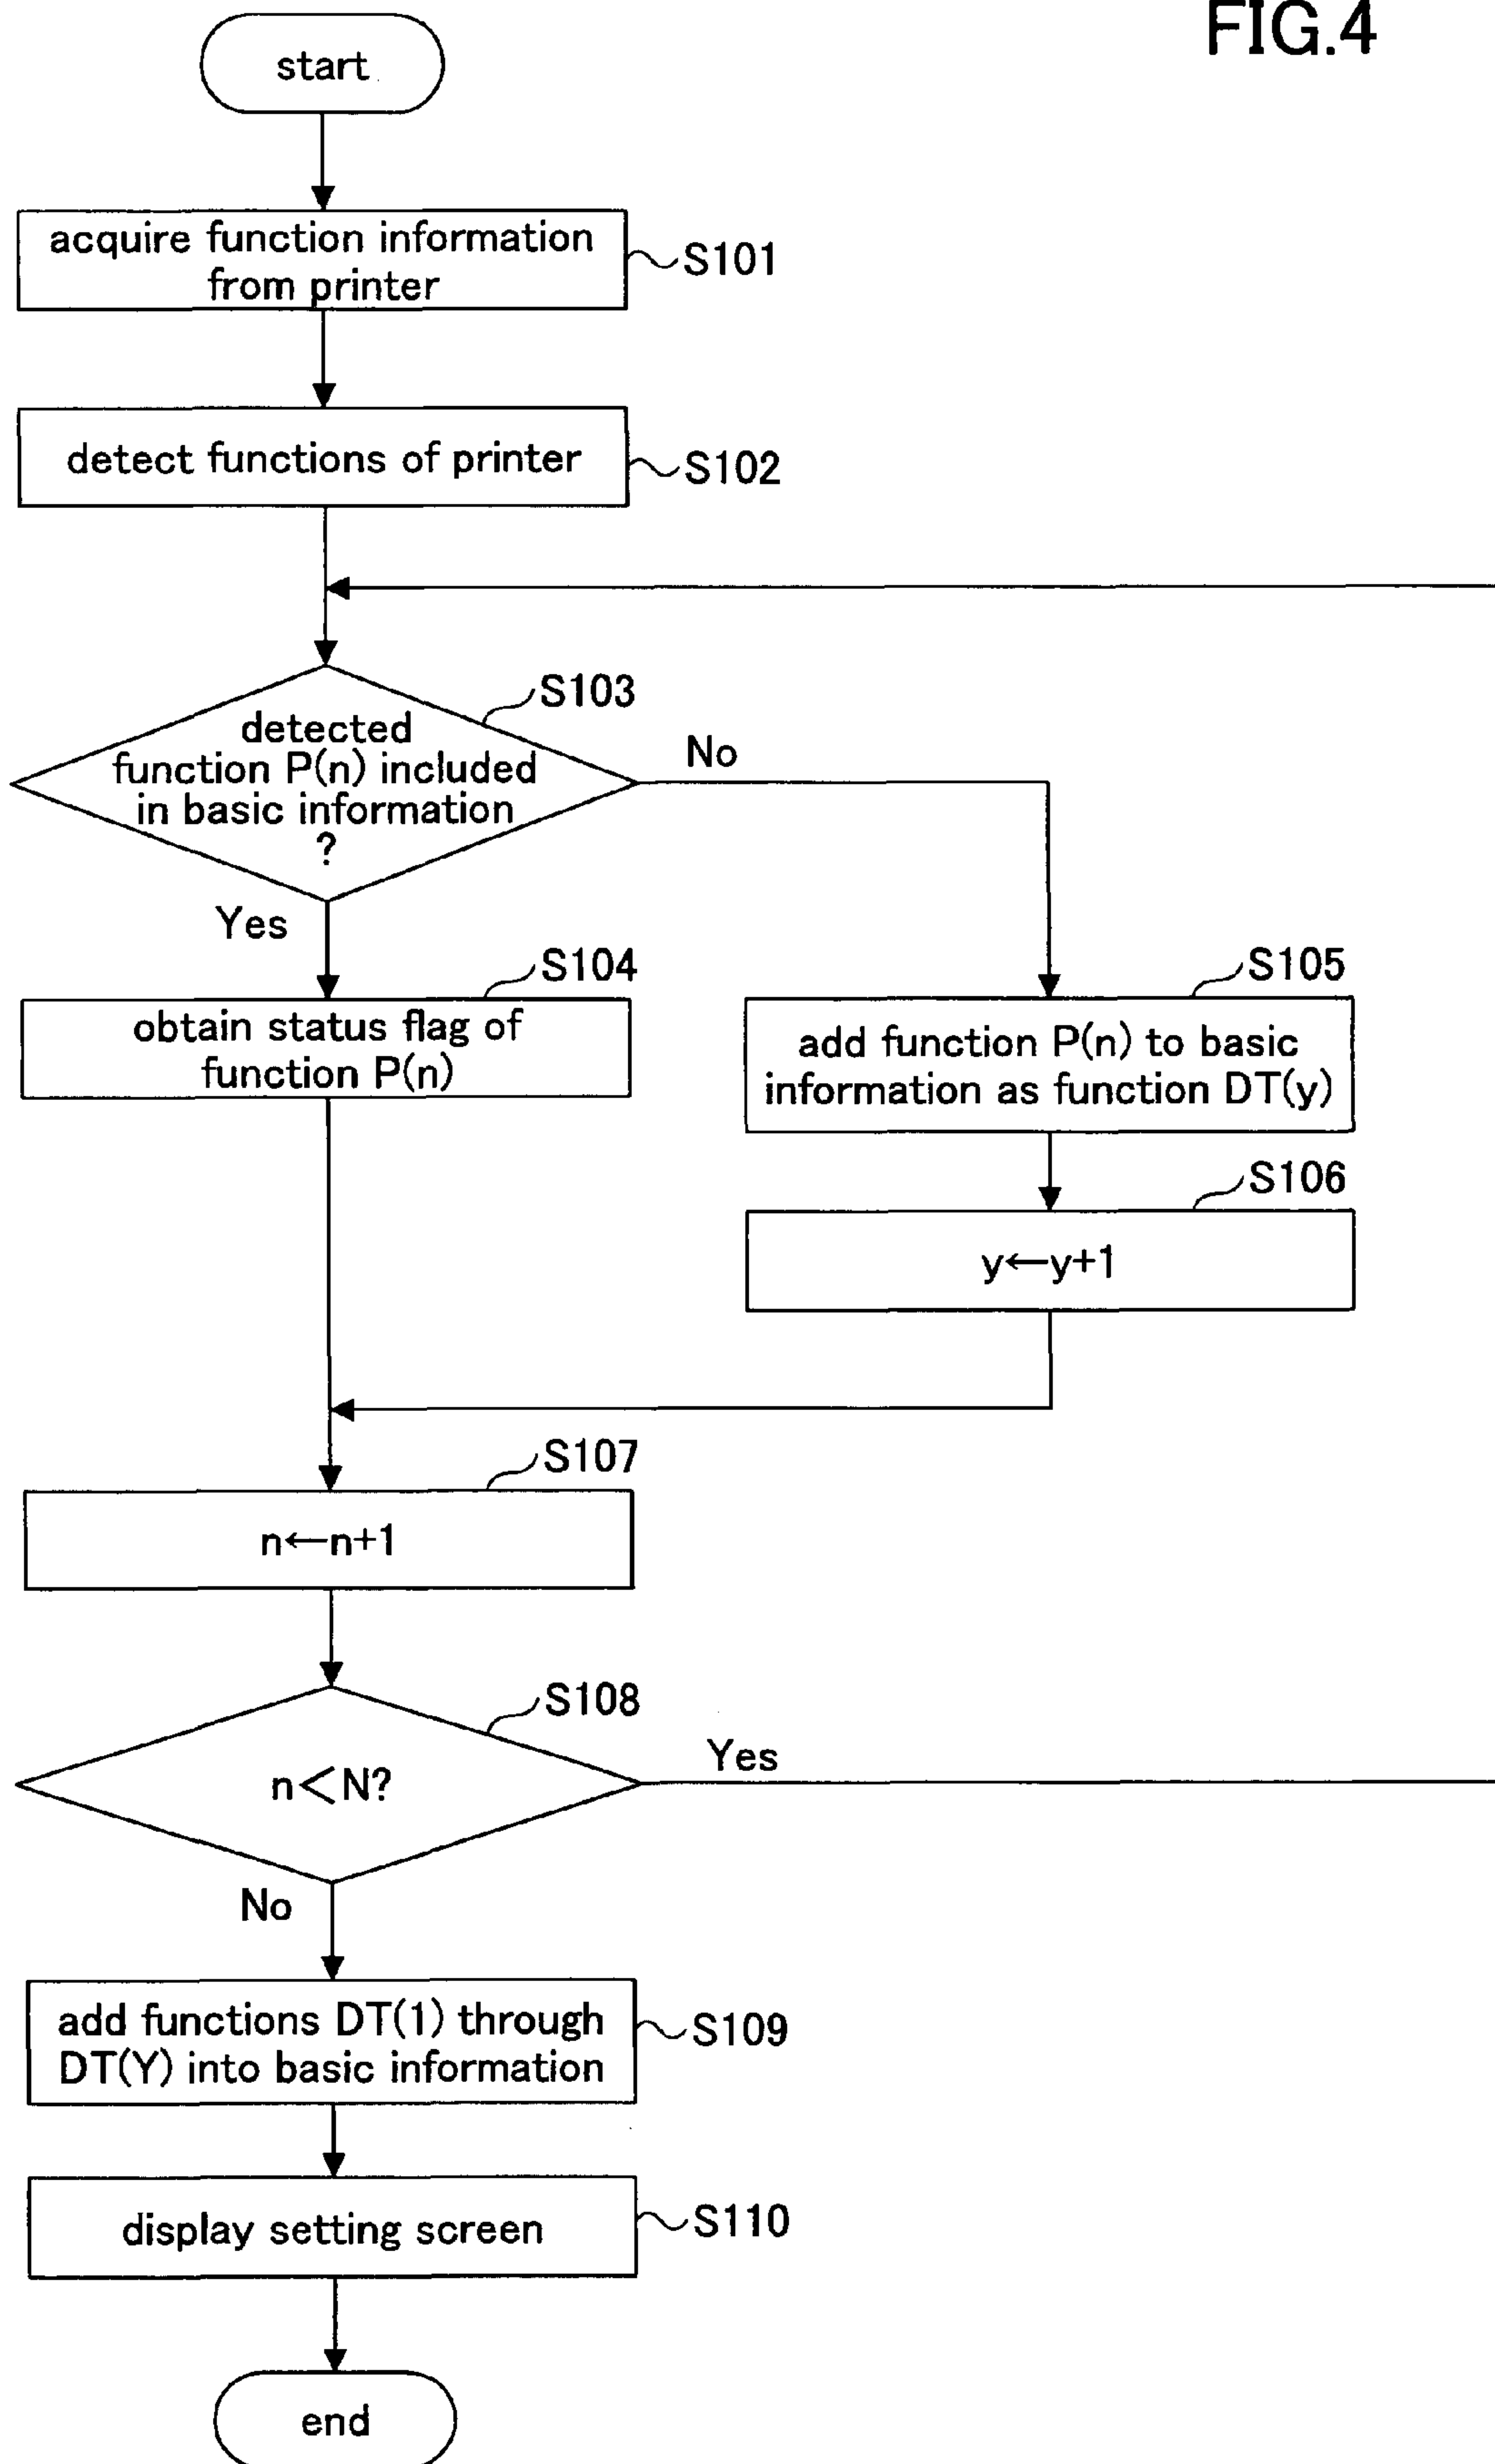 FIG.4
start
acquire function information
from printer
S101
detect functions of printer
S102
S103
detected
function P(n) included
in basic information
?
No
Yes
S104
obtain status flag of
function P(n)
S105
add function P(n) to basic
information as function DT(y)
S106
y←y+1
S107
n←n+1
S108
n<N?
Yes
No
add functions DT(1) through
DT(Y) into basic information
S109
display setting screen
S110
end